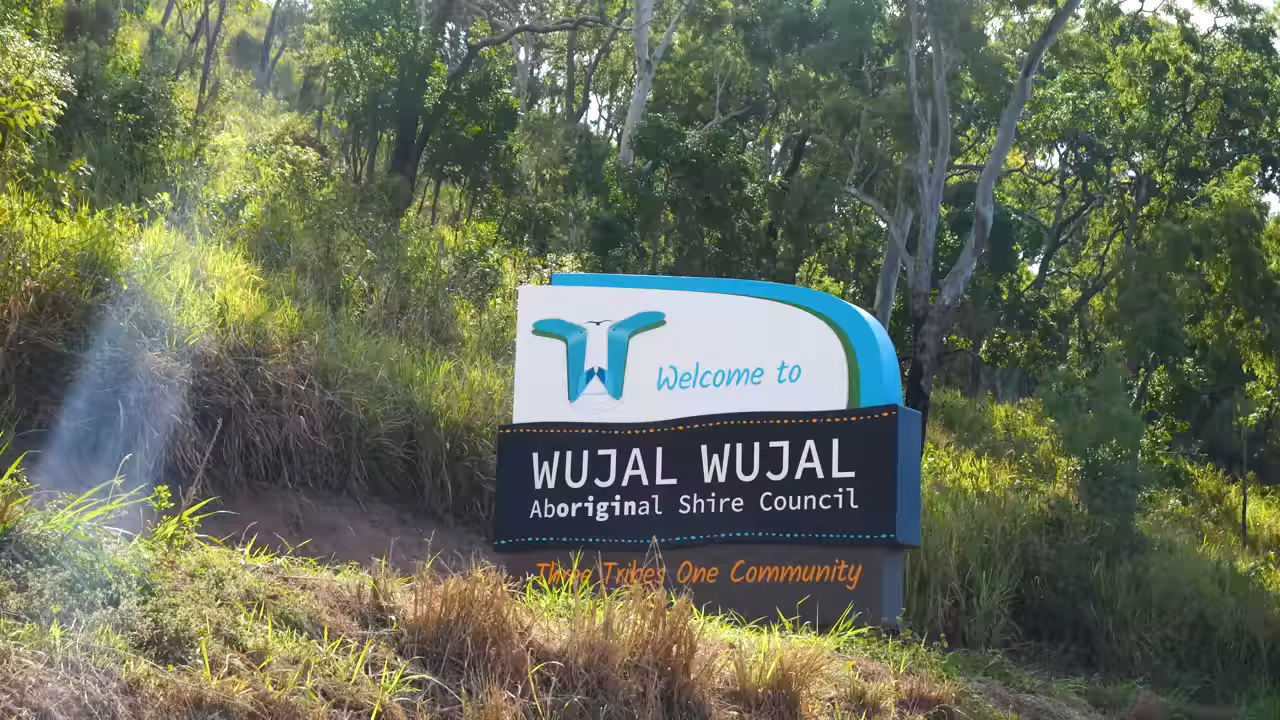 Welcome to
WUJAL WUJAL
Aboriginal Shire Council
Three Tribes One Community